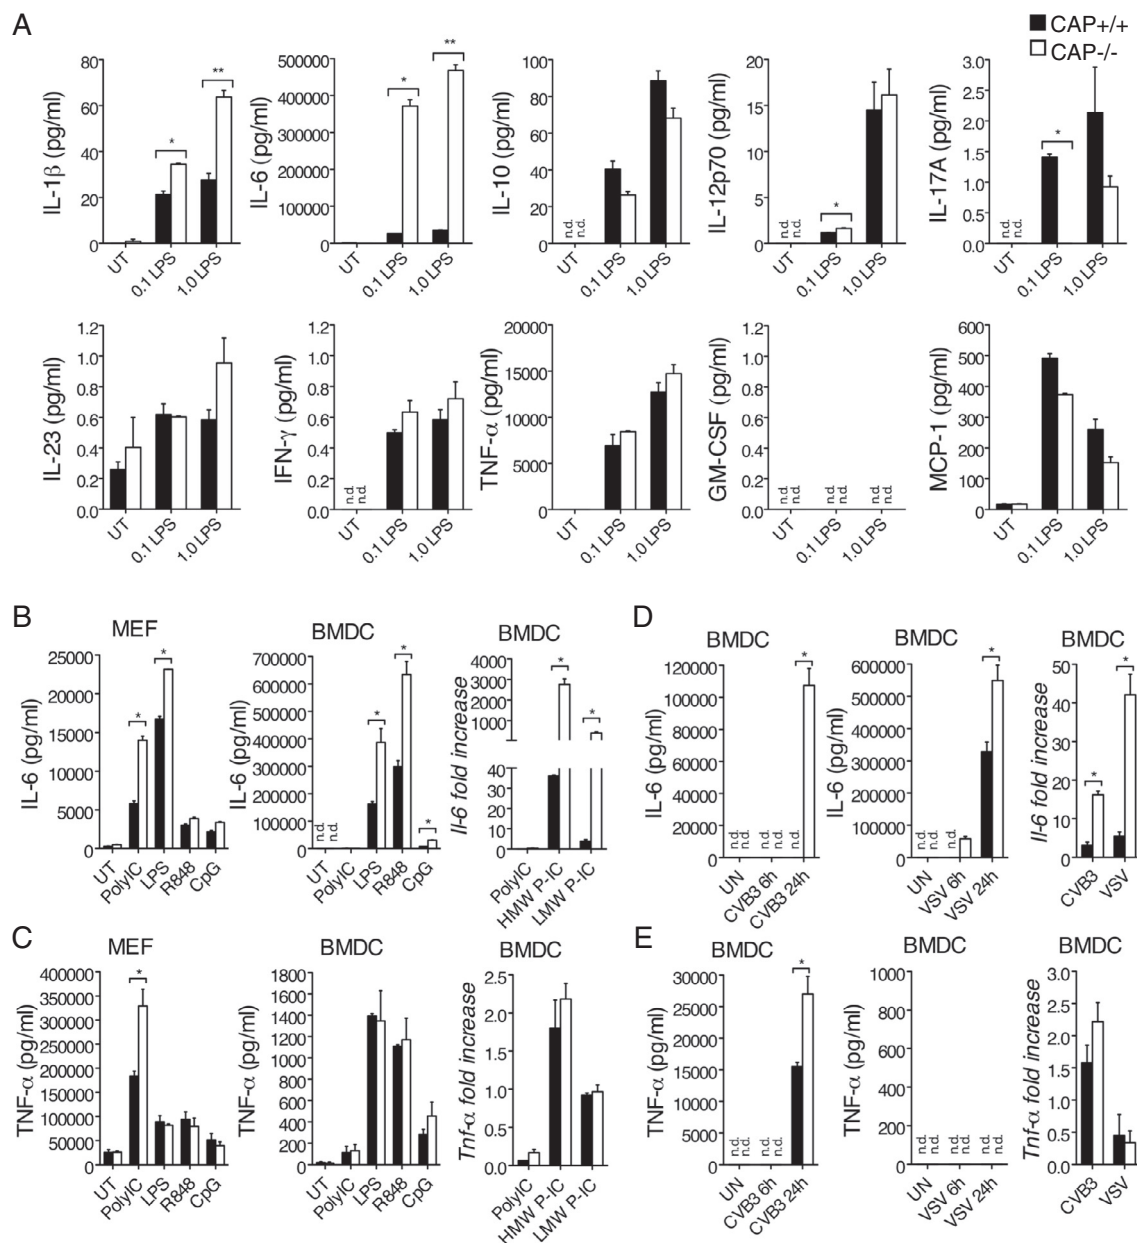 A
CAP+/+
CAP-/-
IL-1β (pg/ml)
80
60
40
20
0
*
**
UT
0.1 LPS
1.0 LPS
IL-6 (pg/ml)
500000
400000
300000
200000
100000
0
*
**
UT
0.1 LPS
1.0 LPS
IL-10 (pg/ml)
100
80
60
40
20
0
n.d.
n.d.
UT
0.1 LPS
1.0 LPS
IL-12p70 (pg/ml)
20
15
10
5
0
n.d.
n.d.
*
UT
0.1 LPS
1.0 LPS
IL-17A (pg/ml)
3.0
2.5
2.0
1.5
1.0
0.5
0.0
n.d.
n.d.
*
UT
0.1 LPS
1.0 LPS
IL-23 (pg/ml)
1.2
1.0
0.8
0.6
0.4
0.2
0.0
UT
0.1 LPS
1.0 LPS
IFN-γ (pg/ml)
1.2
1.0
0.8
0.6
0.4
0.2
0.0
n.d.
n.d.
UT
0.1 LPS
1.0 LPS
TNF-α (pg/ml)
20000
15000
10000
5000
0
UT
0.1 LPS
1.0 LPS
GM-CSF (pg/ml)
1.2
1.0
0.8
0.6
0.4
0.2
0.0
n.d.
n.d.
n.d.
n.d.
n.d.
n.d.
UT
0.1 LPS
1.0 LPS
MCP-1 (pg/ml)
600
500
400
300
200
100
0
UT
0.1 LPS
1.0 LPS
B
MEF
IL-6 (pg/ml)
25000
20000
15000
10000
5000
0
*
*
UT
PolyIC
LPS
R848
CpG
BMDC
IL-6 (pg/ml)
700000
600000
500000
400000
300000
200000
100000
0
n.d.
n.d.
*
*
*
UT
PolyIC
LPS
R848
CpG
BMDC
Il-6 fold increase
4000
3000
2000
1000
0
40
30
20
10
0
*
*
PolyIC
HMW P-IC
LMW P-IC
D
BMDC
IL-6 (pg/ml)
120000
100000
80000
60000
40000
20000
0
n.d.
n.d.
n.d.
n.d.
n.d.
*
UN
CVB3 6h
CVB3 24h
BMDC
IL-6 (pg/ml)
600000
500000
400000
300000
200000
100000
0
n.d.
n.d.
n.d.
*
UN
VSV 6h
VSV 24h
BMDC
Il-6 fold increase
60
40
20
0
*
*
CVB3
VSV
C
MEF
TNF-α (pg/ml)
400000
350000
300000
250000
200000
150000
100000
50000
0
*
UT
PolyIC
LPS
R848
CpG
BMDC
TNF-α (pg/ml)
1800
1600
1400
1200
1000
800
600
400
200
0
UT
PolyIC
LPS
R848
CpG
BMDC
Tnf-α fold increase
2.5
2.0
1.5
1.0
0.5
0.0
PolyIC
HMW P-IC
LMW P-IC
E
BMDC
TNF-α (pg/ml)
30000
25000
20000
15000
10000
5000
0
n.d.
n.d.
n.d.
n.d.
*
UN
CVB3 6h
CVB3 24h
BMDC
TNF-α (pg/ml)
1000
800
600
400
200
0
n.d.
n.d.
n.d.
n.d.
n.d.
n.d.
UN
VSV 6h
VSV 24h
BMDC
Tnf-α fold increase
3.0
2.5
2.0
1.5
1.0
0.5
0.0
CVB3
VSV